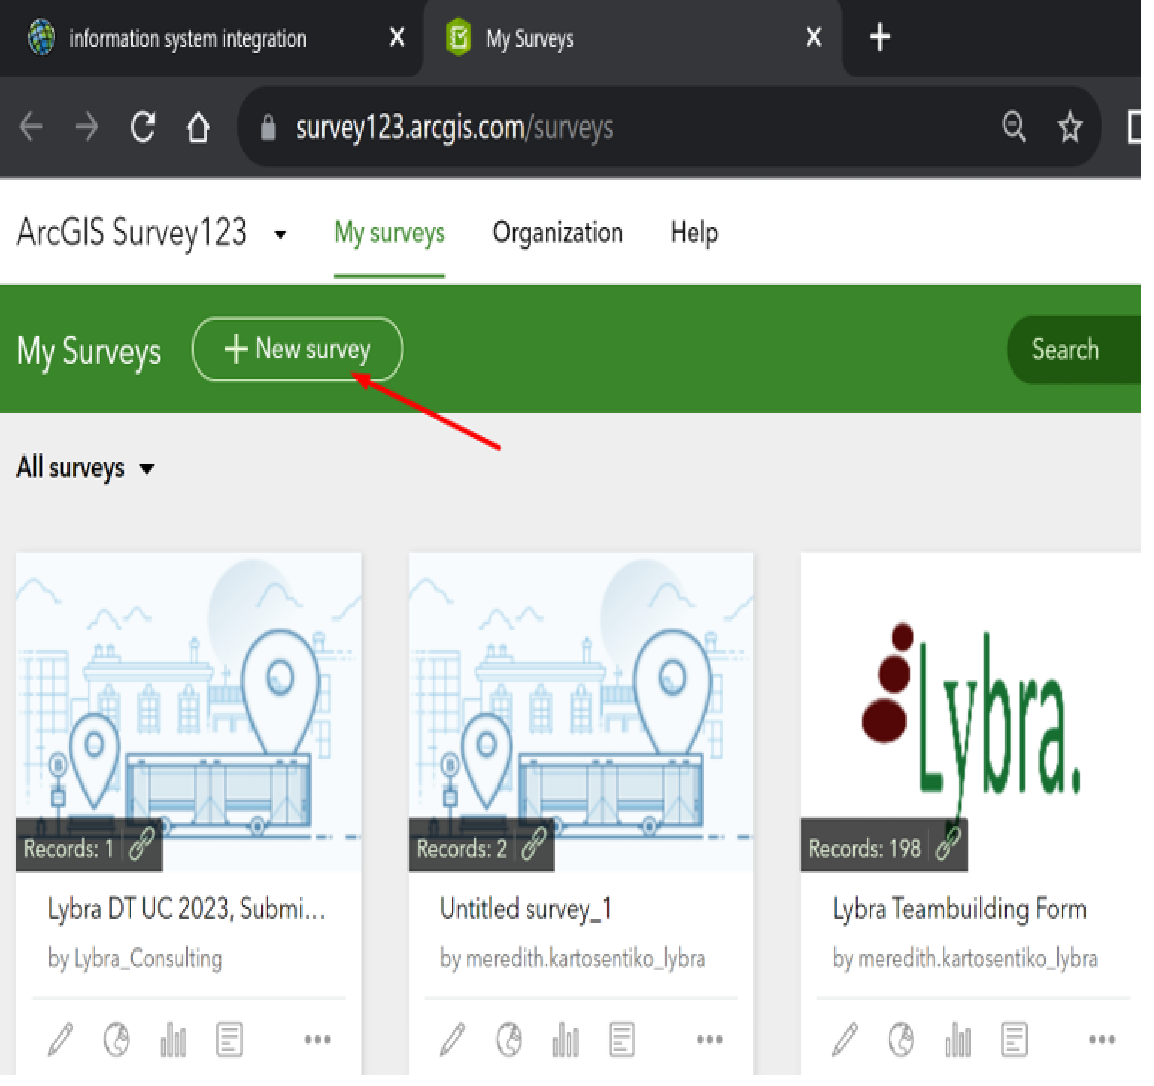 information system integration
My Surveys
survey123.arcgis.com/surveys
ArcGIS Survey123
My surveys
Organization
Help
My Surveys
+ New survey
Search
All surveys
Records: 1
Records: 2
Lybra.
Records: 198
Lybra DT UC 2023, Submi...
Untitled survey_1
Lybra Teambuilding Form
by Lybra_Consulting
by meredith.kartosentiko_lybra
by meredith.kartosentiko_lybra